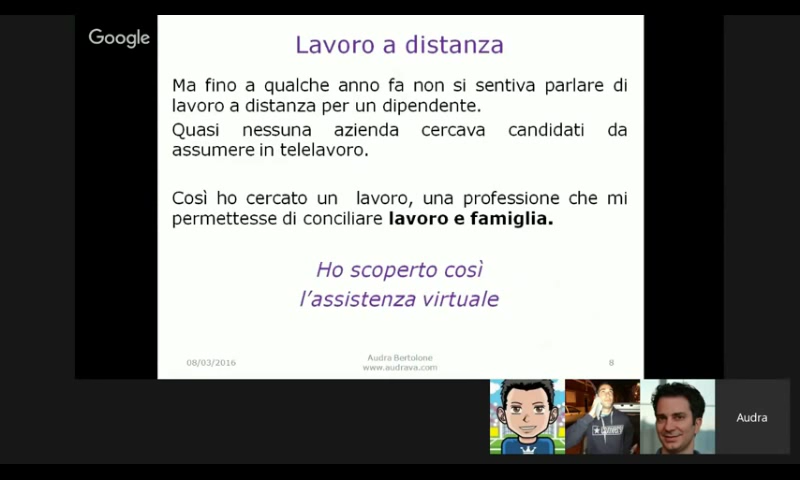 Google
Lavoro a distanza
Ma fino a qualche anno fa non si sentiva parlare di
lavoro a distanza per un dipendente.
Quasi nessuna azienda cercava candidati da
assumere in telelavoro.
Così ho cercato un lavoro, una professione che mi
permettesse di conciliare lavoro e famiglia.
Ho scoperto così
l'assistenza virtuale
08/03/2016
Audra Bertolone
www.audrava.com
8
Audra